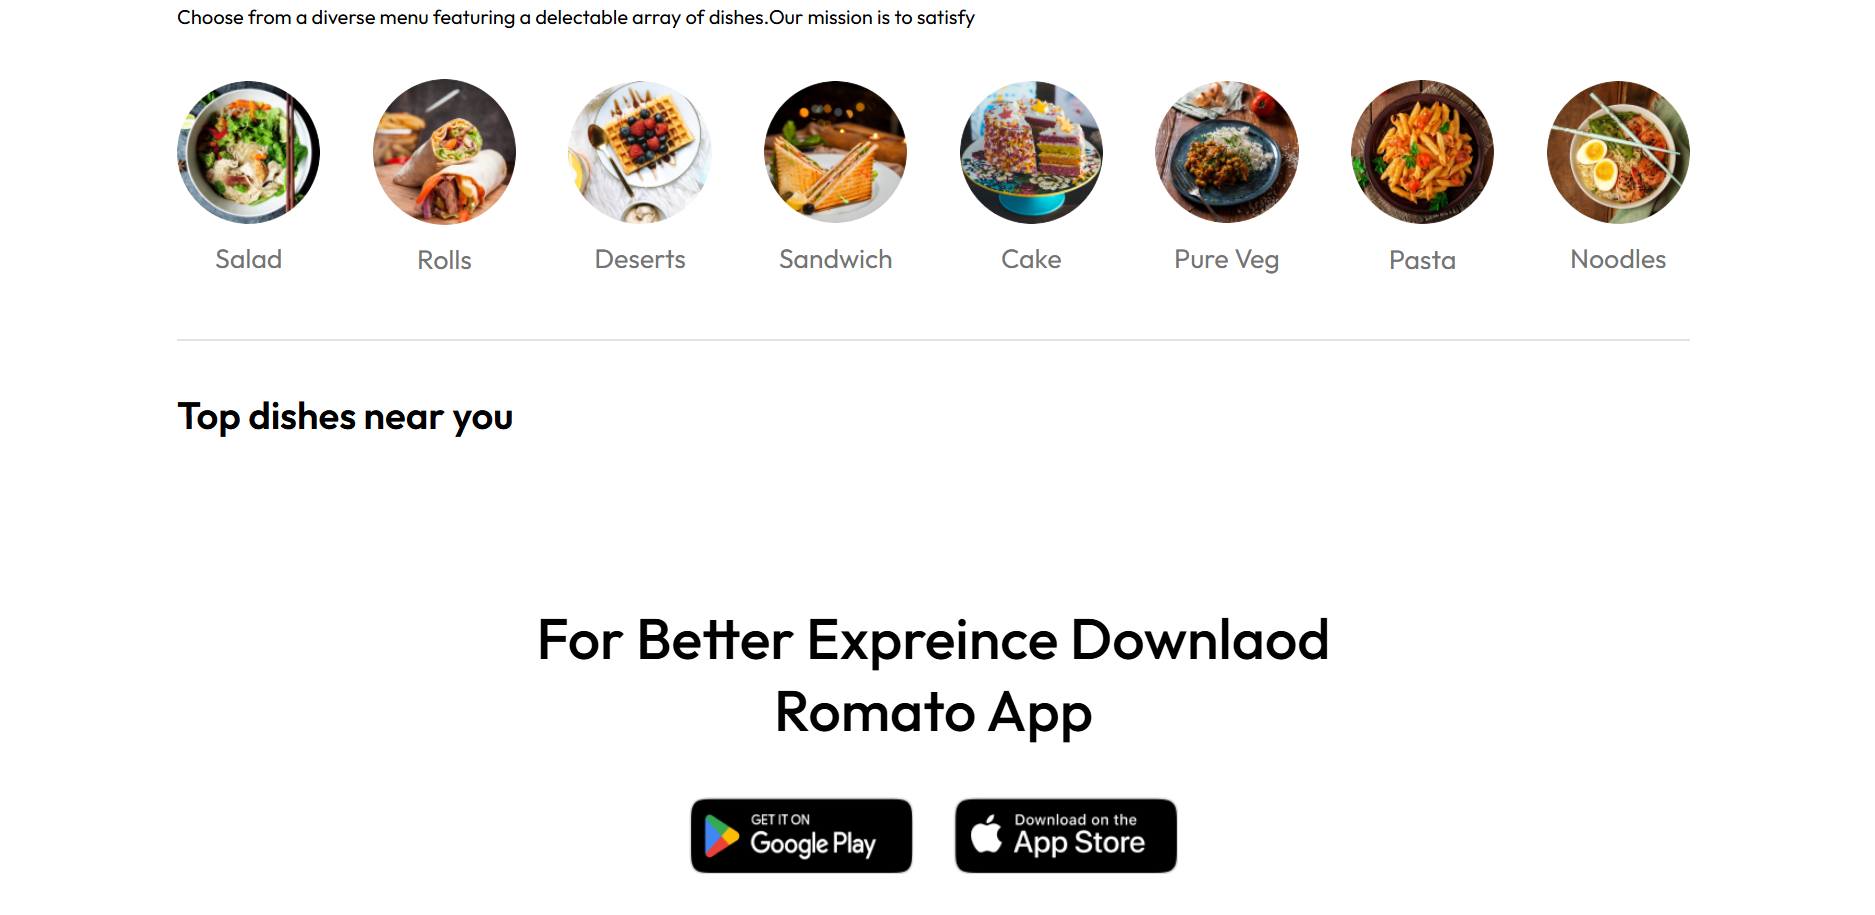 Choose from a diverse menu featuring a delectable array of dishes.Our mission is to satisfy
Salad
Rolls
Deserts
Sandwich
Cake
Pure Veg
Pasta
Noodles
Top dishes near you
For Better Expreince Downlaod
Romato App
GET IT ON
Google Play
Download on the
App Store